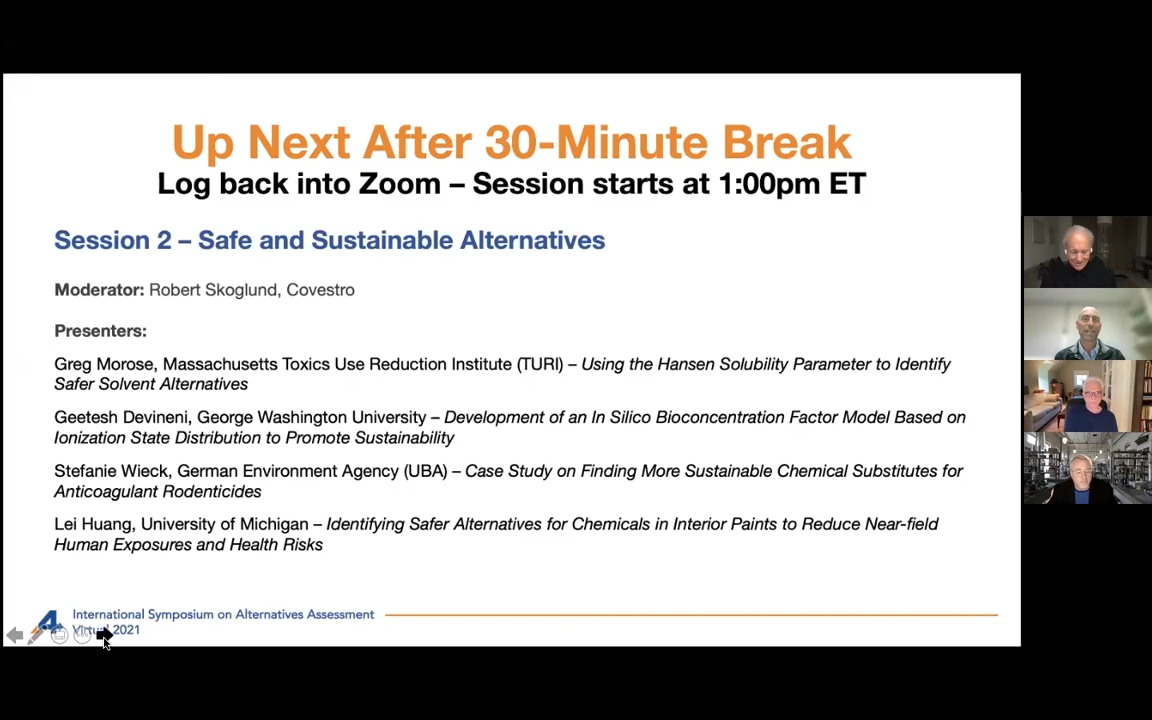 Up Next After 30-Minute Break
Log back into Zoom – Session starts at 1:00pm ET
Session 2 – Safe and Sustainable Alternatives
Moderator: Robert Skoglund, Covestro
Presenters:
Greg Morose, Massachusetts Toxics Use Reduction Institute (TURI) – Using the Hansen Solubility Parameter to Identify
Safer Solvent Alternatives
Geetesh Devineni, George Washington University – Development of an In Silico Bioconcentration Factor Model Based on
Ionization State Distribution to Promote Sustainability
Stefanie Wieck, German Environment Agency (UBA) – Case Study on Finding More Sustainable Chemical Substitutes for
Anticoagulant Rodenticides
Lei Huang, University of Michigan – Identifying Safer Alternatives for Chemicals in Interior Paints to Reduce Near-field
Human Exposures and Health Risks
International Symposium on Alternatives Assessment
Virtual 2021